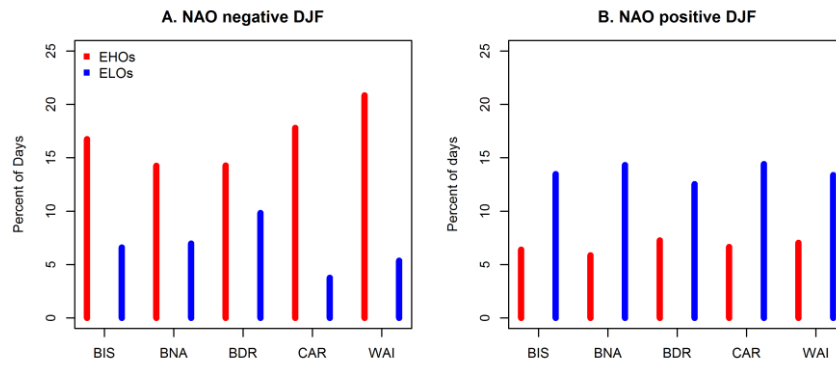 A. NAO negative DJF
Percent of Days
25
20
15
10
5
0
EHOs
ELOs
BIS BNA BDR CAR WAI
B. NAO positive DJF
Percent of days
25
20
15
10
5
0
BIS BNA BDR CAR WAI